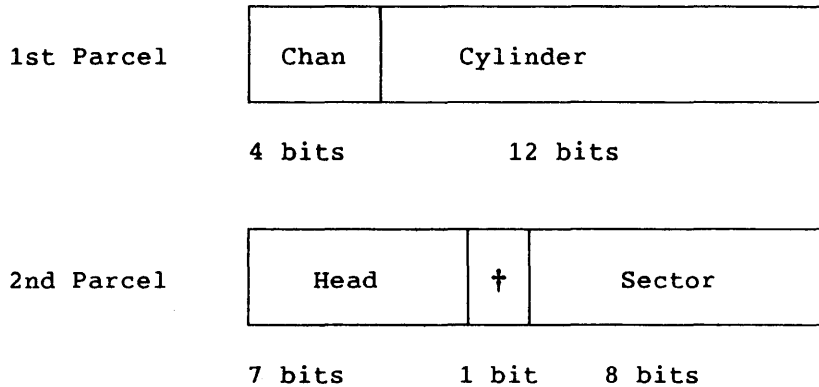 1st Parcel Chan Cylinder
4 bits 12 bits
2nd Parcel Head † Sector
7 bits 1 bit 8 bits